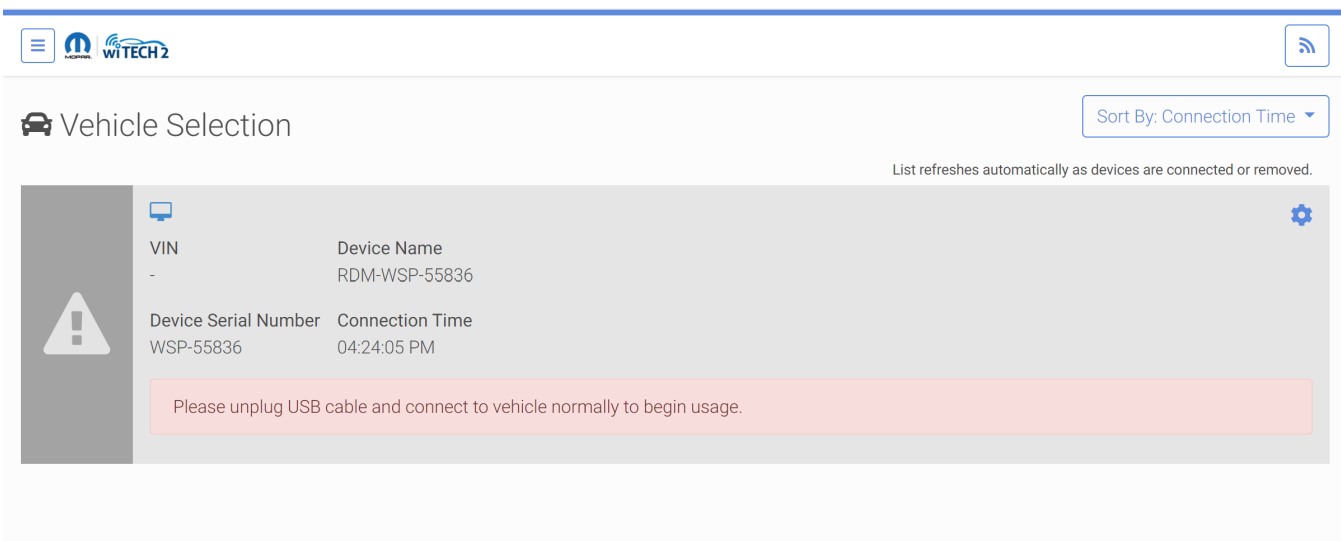 MOPAR.
wiTECH 2
Vehicle Selection
Sort By: Connection Time
List refreshes automatically as devices are connected or removed.
VIN
Device Name
-
RDM-WSP-55836
Device Serial Number
Connection Time
WSP-55836
04:24:05 PM
Please unplug USB cable and connect to vehicle normally to begin usage.